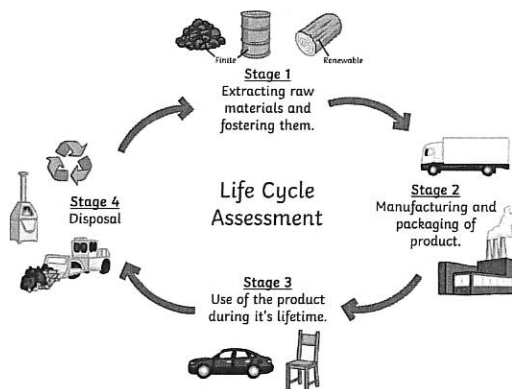 Finite
Renewable
Stage 1
Extracting raw
materials and
fostering them.
Stage 2
Manufacturing and
packaging of
product.
Life Cycle
Assessment
Stage 3
Use of the product
during it's lifetime.
Stage 4
Disposal